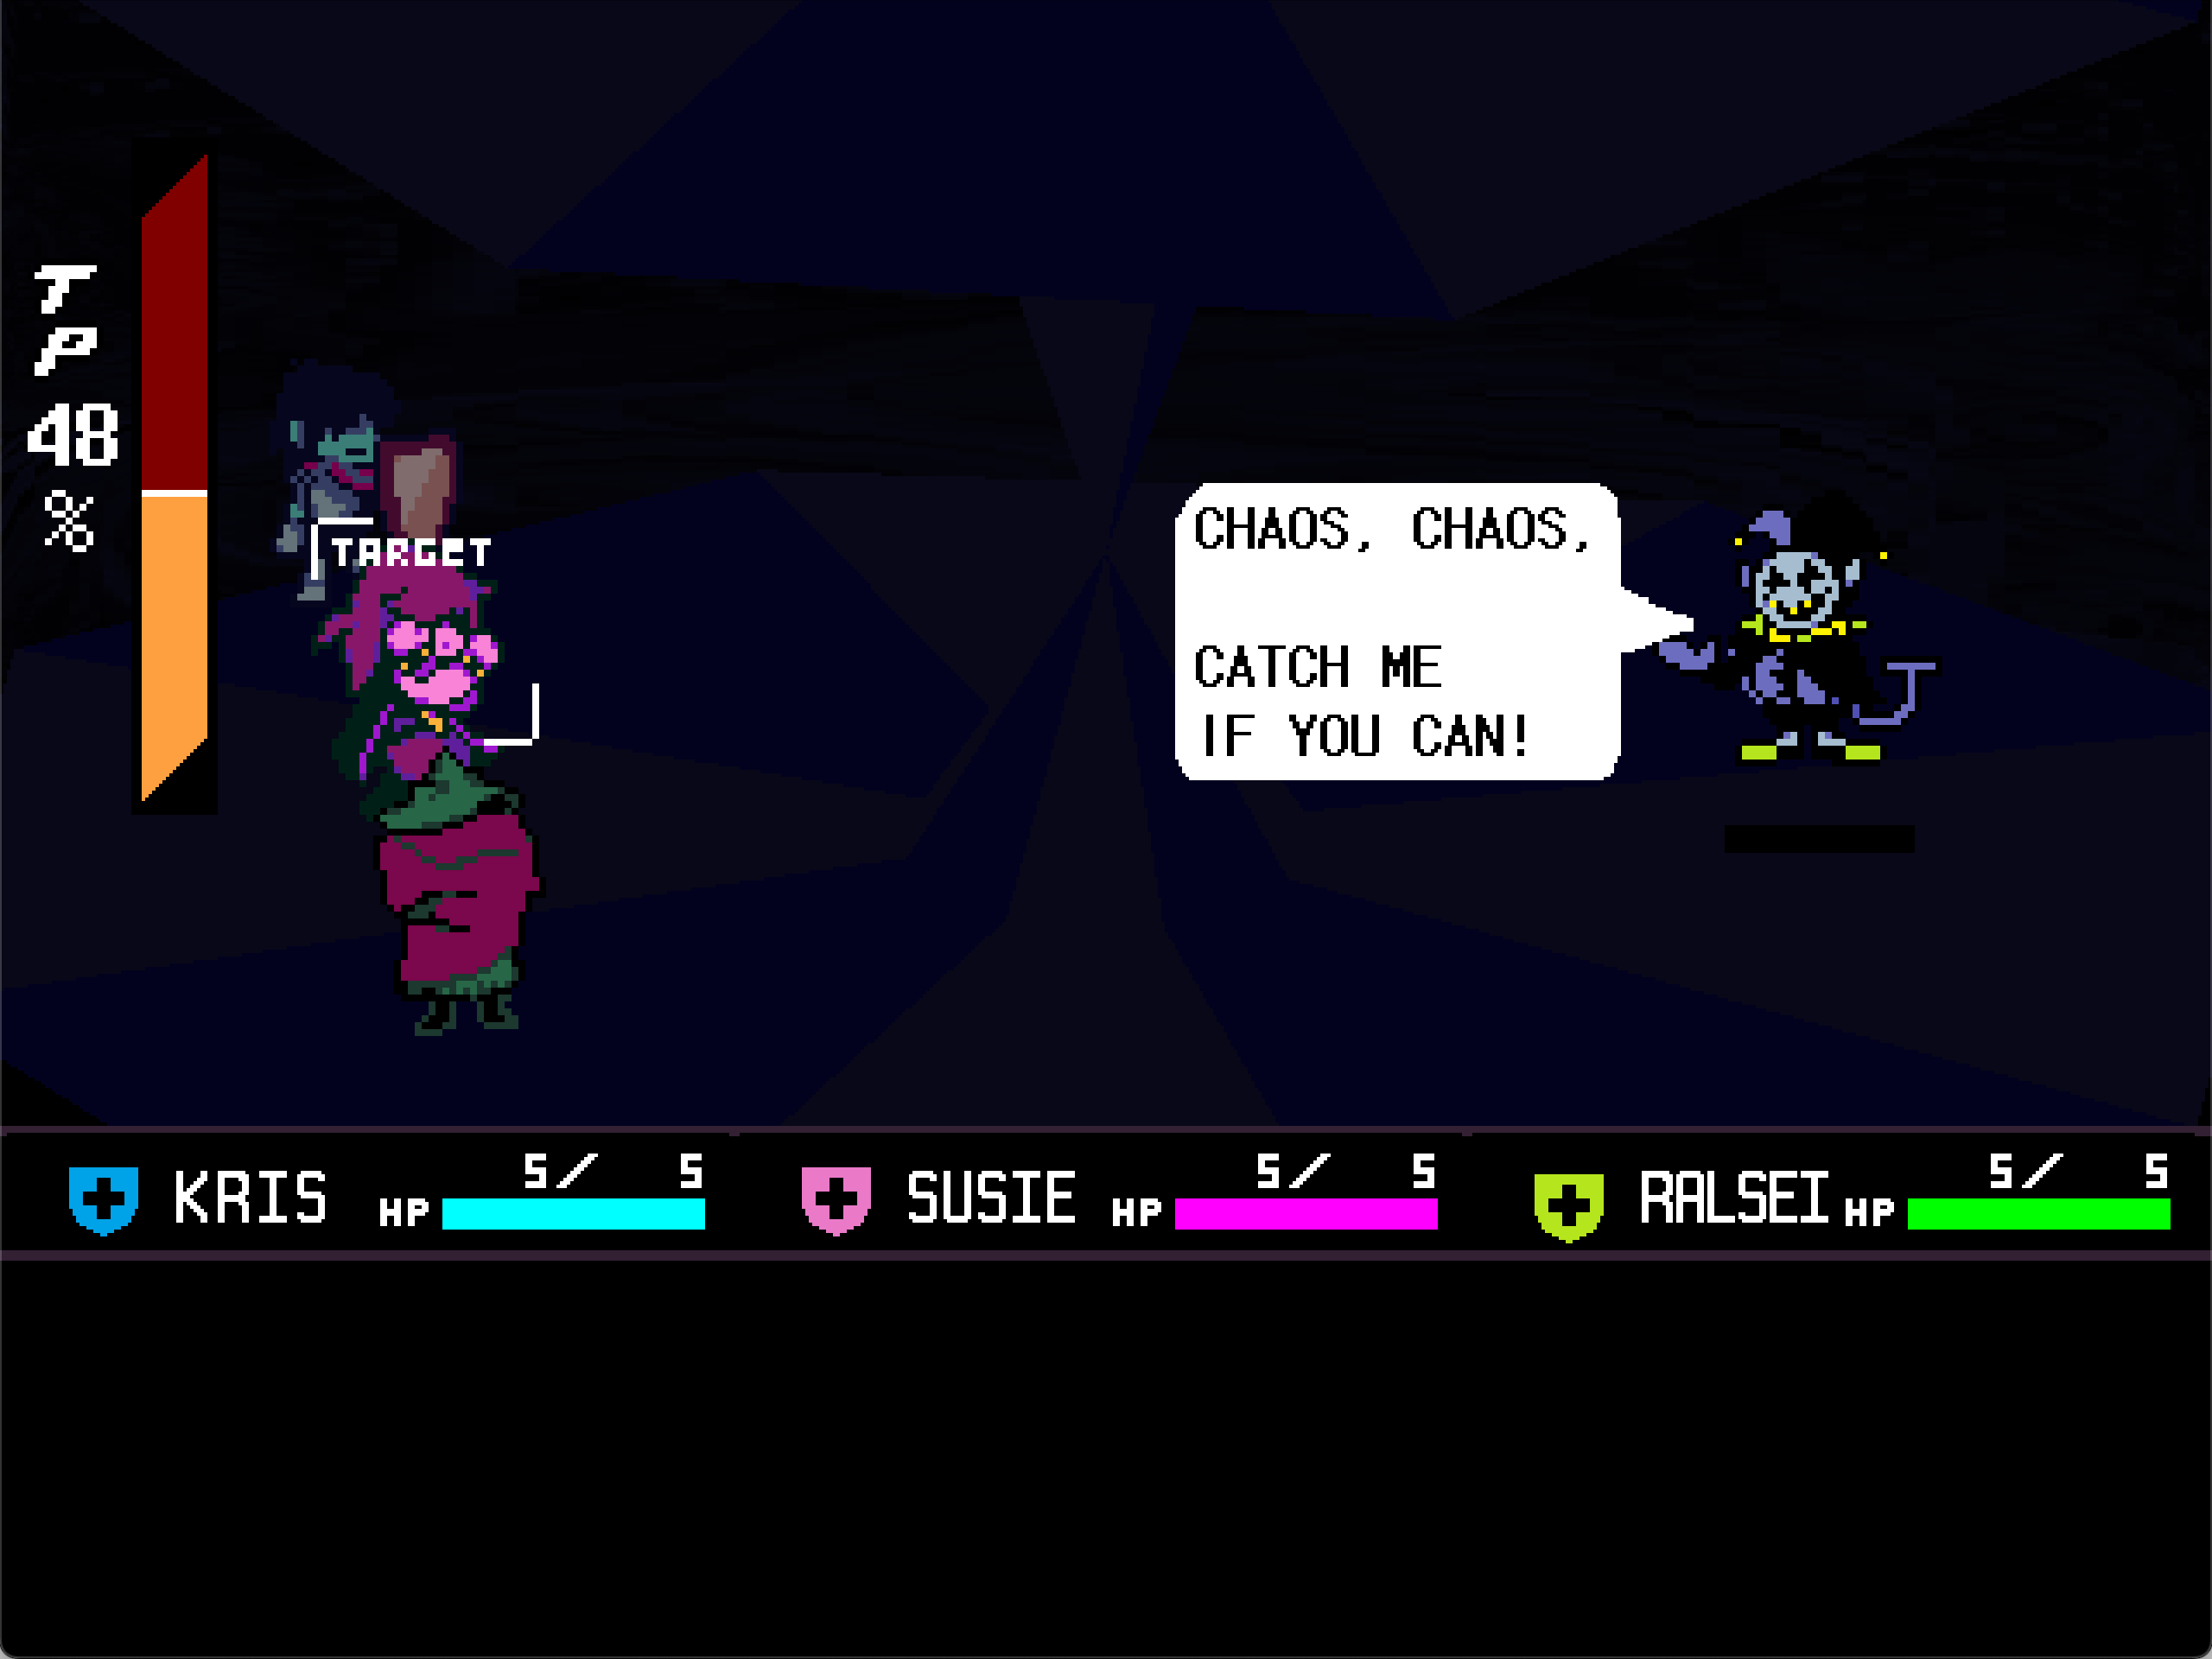 TP
48
%
TARGET
CHAOS, CHAOS,
CATCH ME
IF YOU CAN!
KRIS HP 5/ 5
SUSIE HP 5/ 5
RALSEI HP 5/ 5